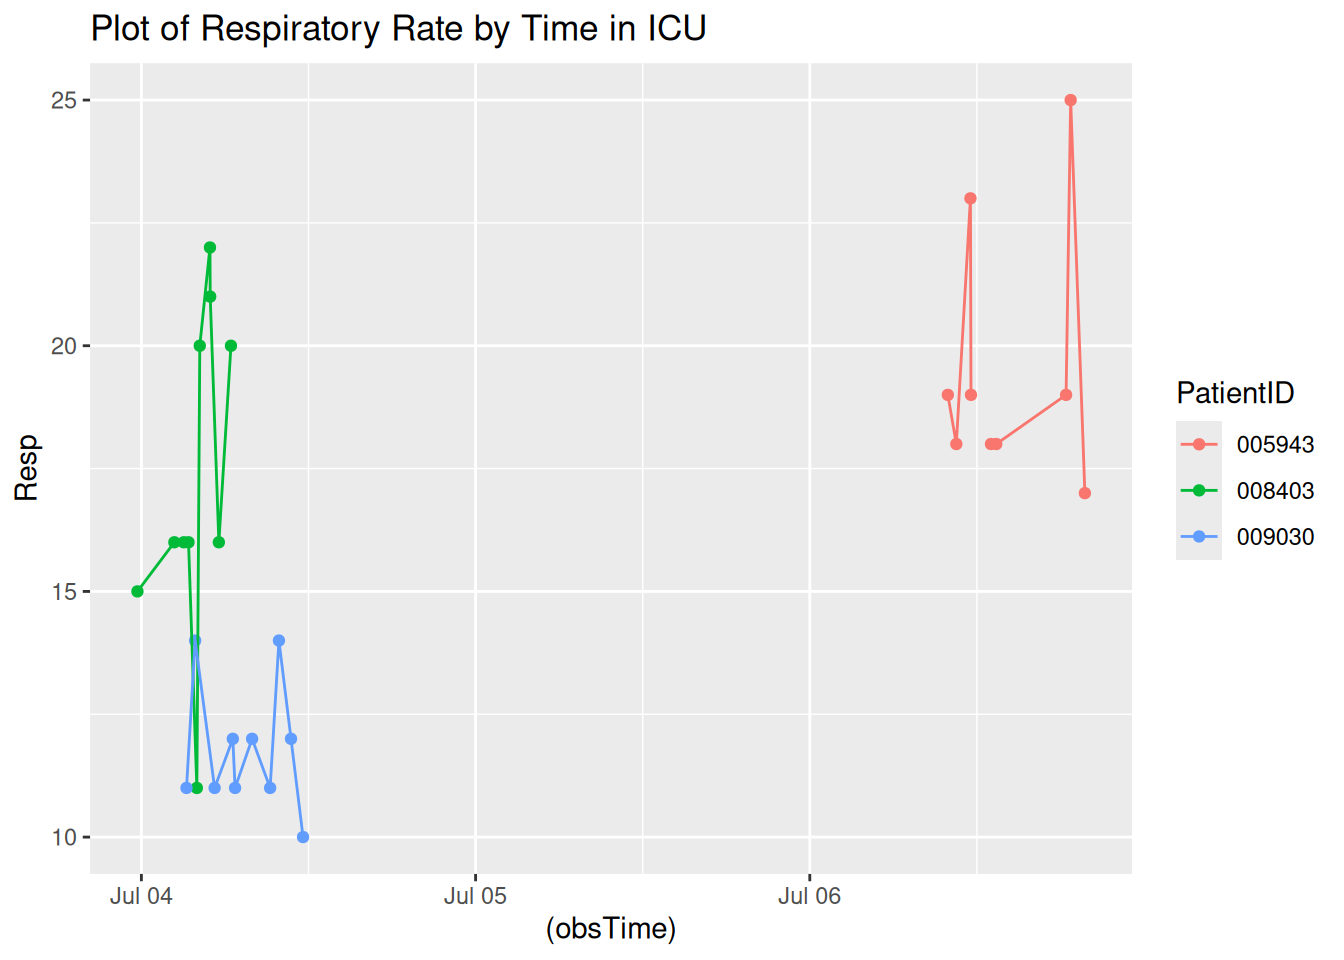 Plot of Respiratory Rate by Time in ICU
25
20
15
10
Resp
Jul 04
Jul 05
Jul 06
(obsTime)
PatientID
005943
008403
009030